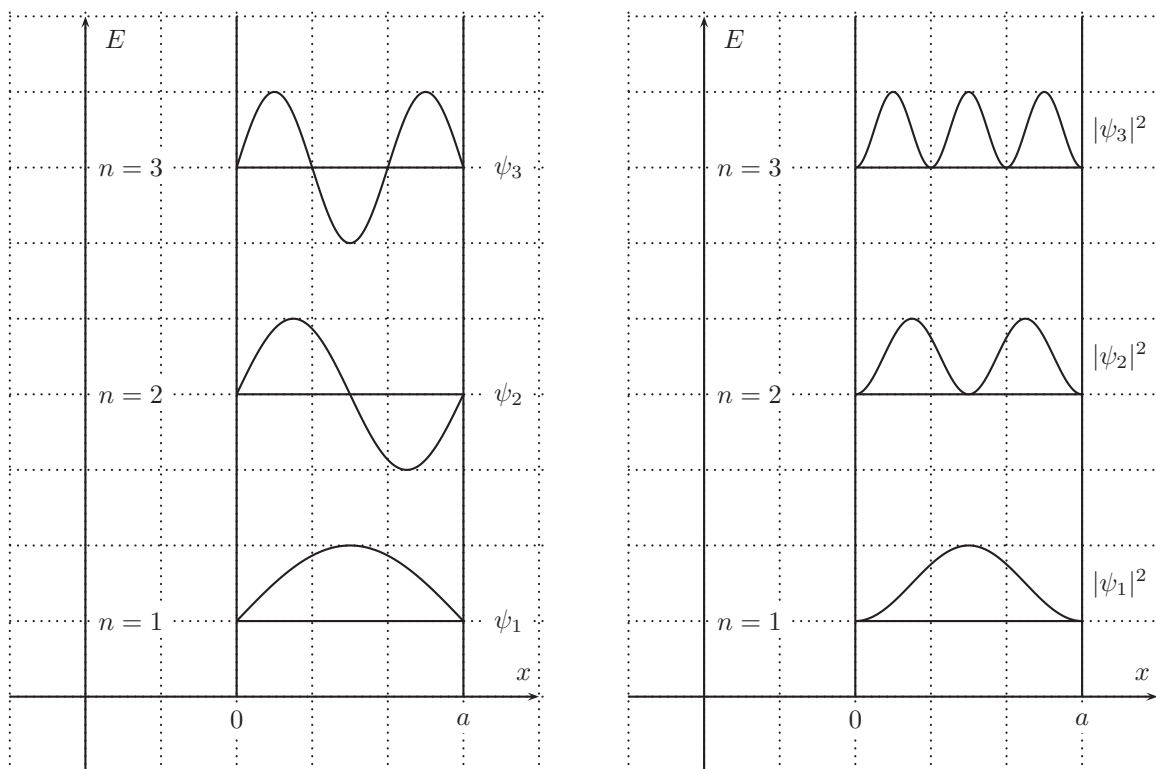 E
n = 3
ψ₃
n = 2
ψ₂
n = 1
ψ₁
x
0
a
E
|ψ₃|²
n = 3
|ψ₂|²
n = 2
|ψ₁|²
n = 1
x
0
a